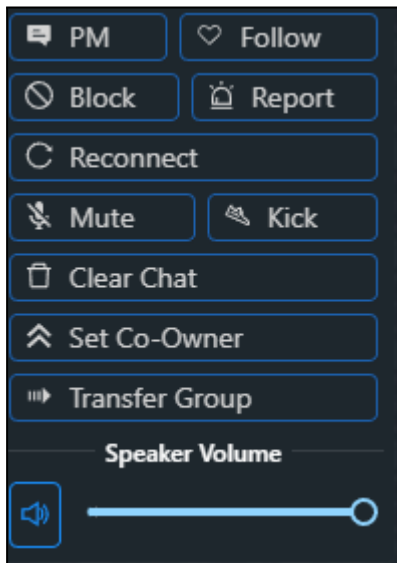 PM
Follow
Block
Report
Reconnect
Mute
Kick
Clear Chat
Set Co-Owner
Transfer Group
Speaker Volume